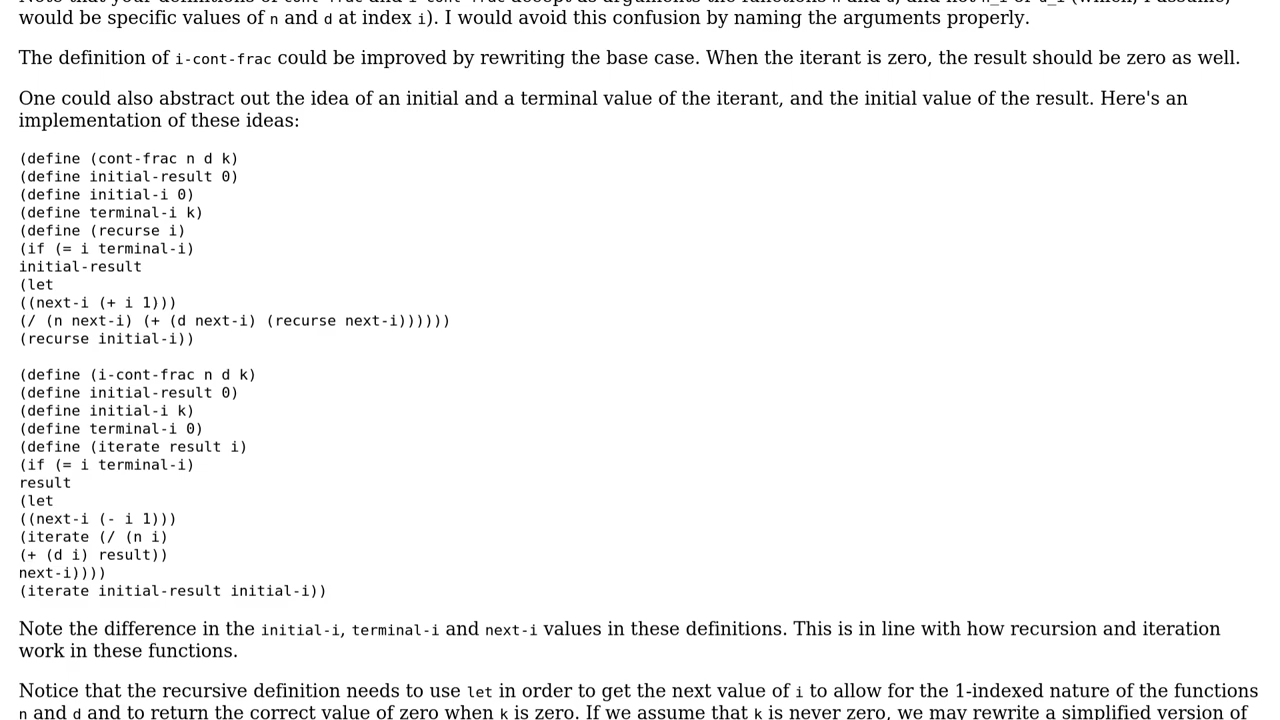 would be specific values of n and d at index i). I would avoid this confusion by naming the arguments properly.
The definition of i-cont-frac could be improved by rewriting the base case. When the iterant is zero, the result should be zero as well.
One could also abstract out the idea of an initial and a terminal value of the iterant, and the initial value of the result. Here's an
implementation of these ideas:
(define (cont-frac n d k)
(define initial-result 0)
(define initial-i 0)
(define terminal-i k)
(define (recurse i)
(if (= i terminal-i)
initial-result
(let
((next-i (+ i 1)))
(/ (n next-i) (+ (d next-i) (recurse next-i))))))
(recurse initial-i))
(define (i-cont-frac n d k)
(define initial-result 0)
(define initial-i k)
(define terminal-i 0)
(define (iterate result i)
(if (= i terminal-i)
result
(let
((next-i (- i 1)))
(iterate (/ (n i)
(+ (d i) result))
next-i))))
(iterate initial-result initial-i))
Note the difference in the initial-i, terminal-i and next-i values in these definitions. This is in line with how recursion and iteration
work in these functions.
Notice that the recursive definition needs to use let in order to get the next value of i to allow for the 1-indexed nature of the functions
n and d and to return the correct value of zero when k is zero. If we assume that k is never zero, we may rewrite a simplified version of